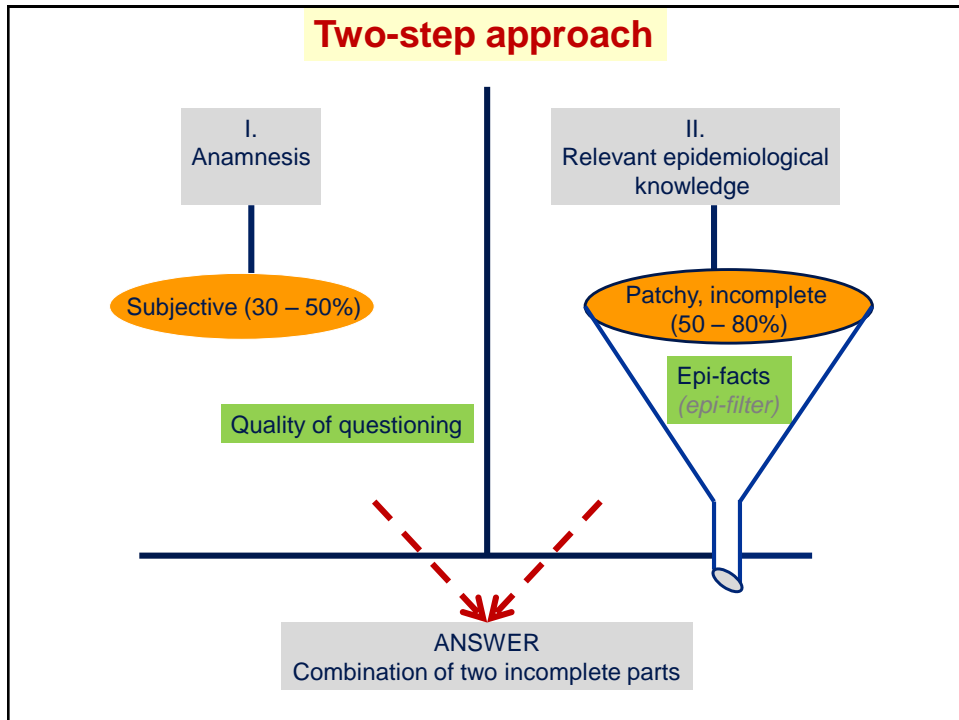 Two-step approach
I.
Anamnesis
Subjective (30 – 50%)
Quality of questioning
II.
Relevant epidemiological
knowledge
Patchy, incomplete
(50 – 80%)
Epi-facts
(epi-filter)
ANSWER
Combination of two incomplete parts